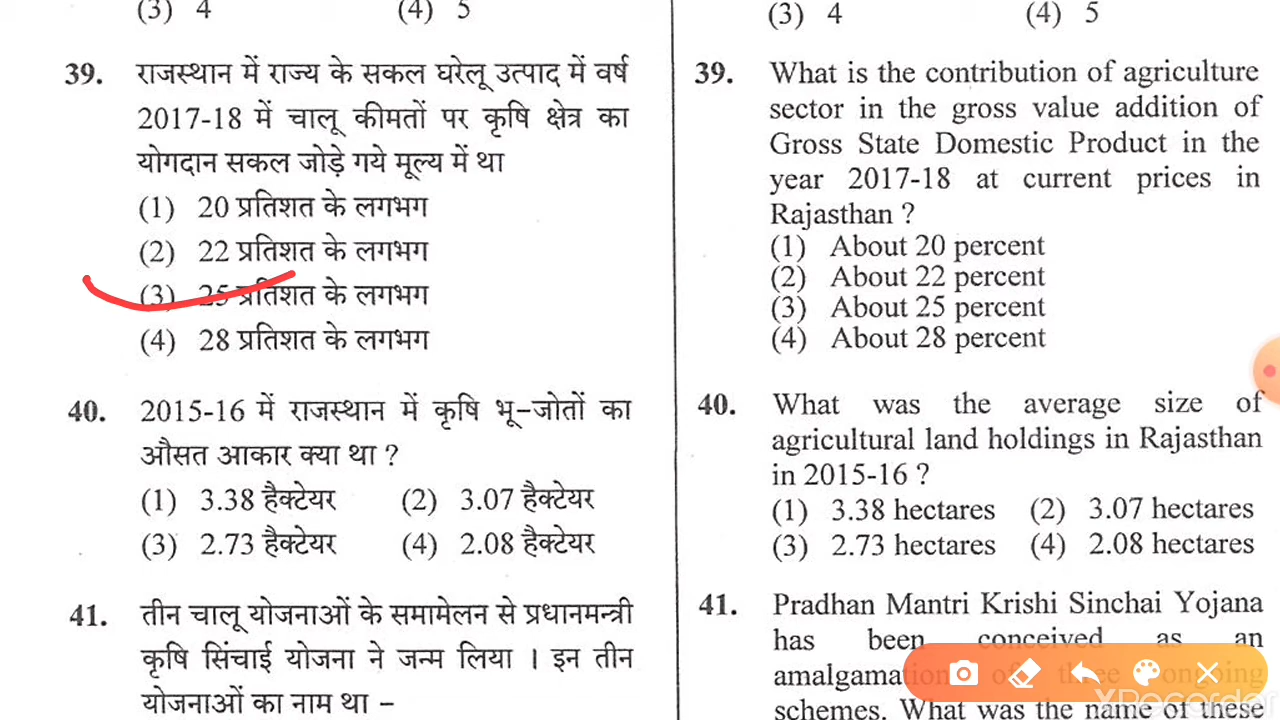 (3) 4 (4) 5
39. राजस्थान में राज्य के सकल घरेलू उत्पाद में वर्ष
2017-18 में चालू कीमतों पर कृषि क्षेत्र का
योगदान सकल जोड़े गये मूल्य में था
(1) 20 प्रतिशत के लगभग
(2) 22 प्रतिशत के लगभग
(3) 25 प्रतिशत के लगभग
(4) 28 प्रतिशत के लगभग
40. 2015-16 में राजस्थान में कृषि भू-जोतों का
औसत आकार क्या था ?
(1) 3.38 हैक्टेयर (2) 3.07 हैक्टेयर
(3) 2.73 हैक्टेयर (4) 2.08 हैक्टेयर
41. तीन चालू योजनाओं के समामेलन से प्रधानमन्त्री
कृषि सिंचाई योजना ने जन्म लिया । इन तीन
योजनाओं का नाम था –
(3) 4 (4) 5
39. What is the contribution of agriculture
sector in the gross value addition of
Gross State Domestic Product in the
year 2017-18 at current prices in
Rajasthan ?
(1) About 20 percent
(2) About 22 percent
(3) About 25 percent
(4) About 28 percent
40. What was the average size of
agricultural land holdings in Rajasthan
in 2015-16 ?
(1) 3.38 hectares (2) 3.07 hectares
(3) 2.73 hectares (4) 2.08 hectares
41. Pradhan Mantri Krishi Sinchai Yojana
has been conceived as an
amalgamation of three ongoing
schemes. What was the name of these
XRecorder